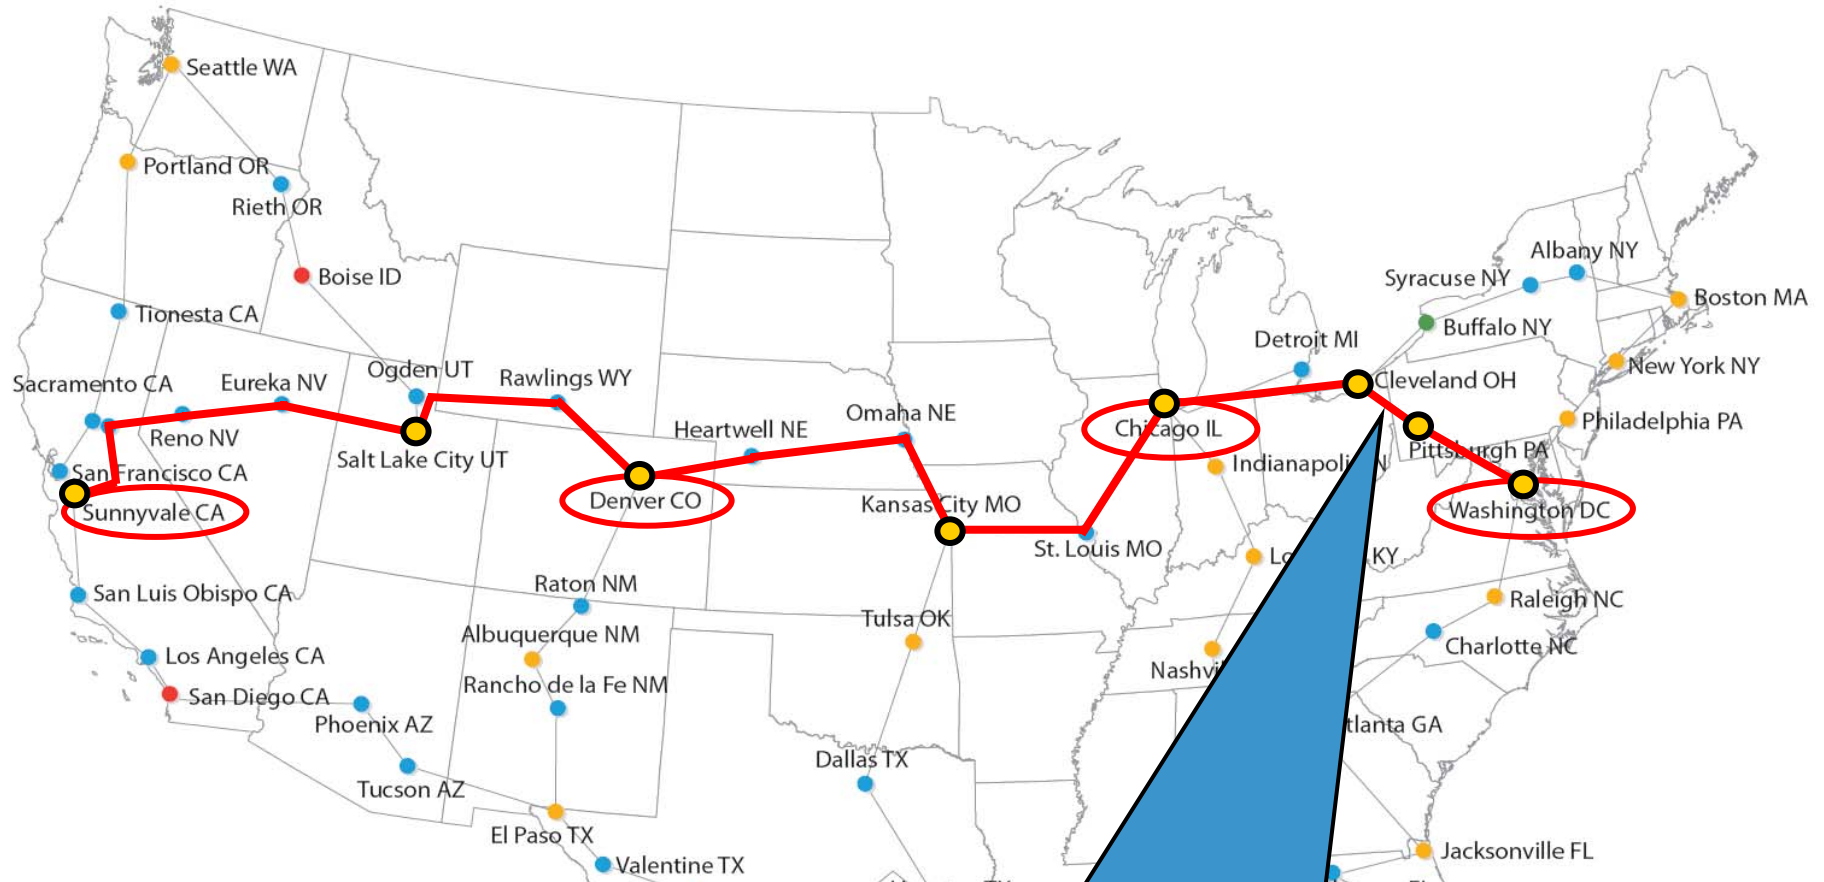 Seattle WA
Portland OR
Rieth OR
Boise ID
Tionesta CA
Albany NY
Syracuse NY
Boston MA
Buffalo NY
Detroit MI
New York NY
Cleveland OH
Ogden UT
Rawlings WY
Sacramento CA
Eureka NV
Omaha NE
Philadelphia PA
Heartwell NE
Reno NV
Chicago IL
Pittsburgh PA
Salt Lake City UT
Indianapoli N
San Francisco CA
Denver CO
Kansas City MO
Sunnyvale CA
Washington DC
St. Louis MO
Lo KY
Raton NM
San Luis Obispo CA
Raleigh NC
Tulsa OK
Albuquerque NM
Charlotte NC
Los Angeles CA
Nashvi
Rancho de la Fe NM
San Diego CA
Phoenix AZ
tlanta GA
Dallas TX
Tucson AZ
El Paso TX
Jacksonville FL
Valentine TX